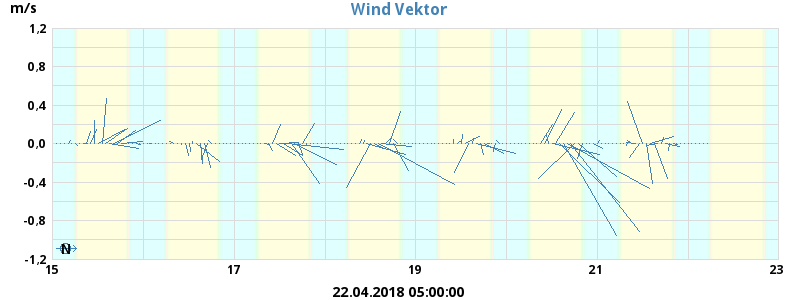 m/s
Wind Vektor
1,2
0,8
0,4
0,0
-0,4
-0,8
-1,2
N
15 17 19 21 23
22.04.2018 05:00:00